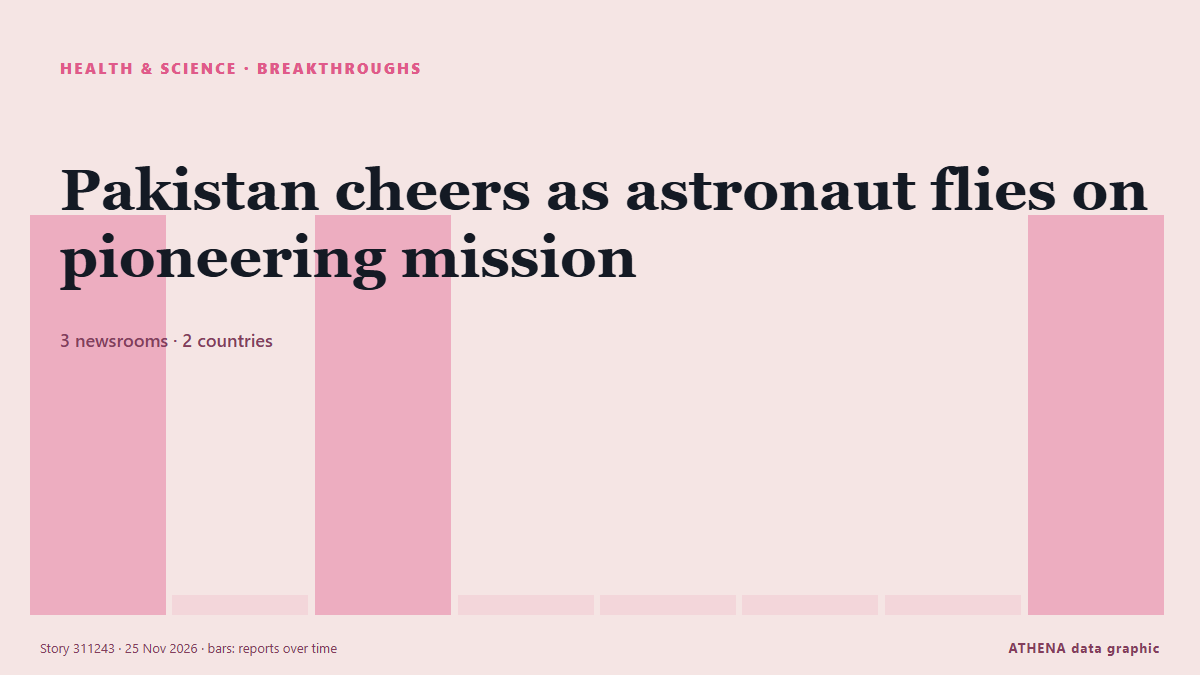 HEALTH & SCIENCE · BREAKTHROUGHS
Pakistan cheers as astronaut flies on
pioneering mission
3 newsrooms · 2 countries
Story 311243 · 25 Nov 2026 · bars: reports over time
ATHENA data graphic